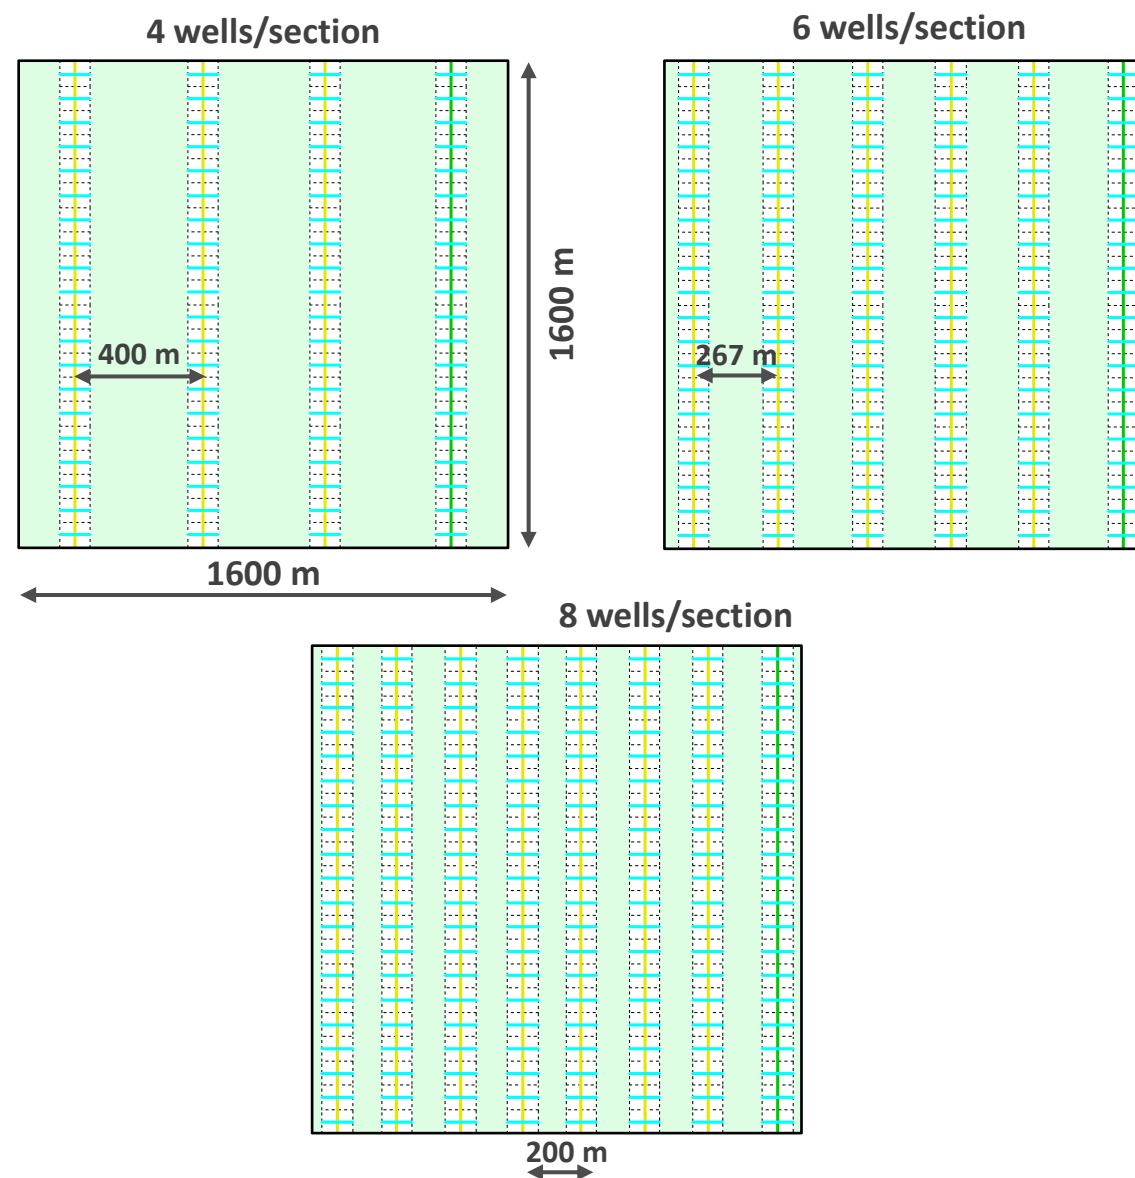 4 wells/section
6 wells/section
400 m
1600 m
267 m
1600 m
8 wells/section
200 m